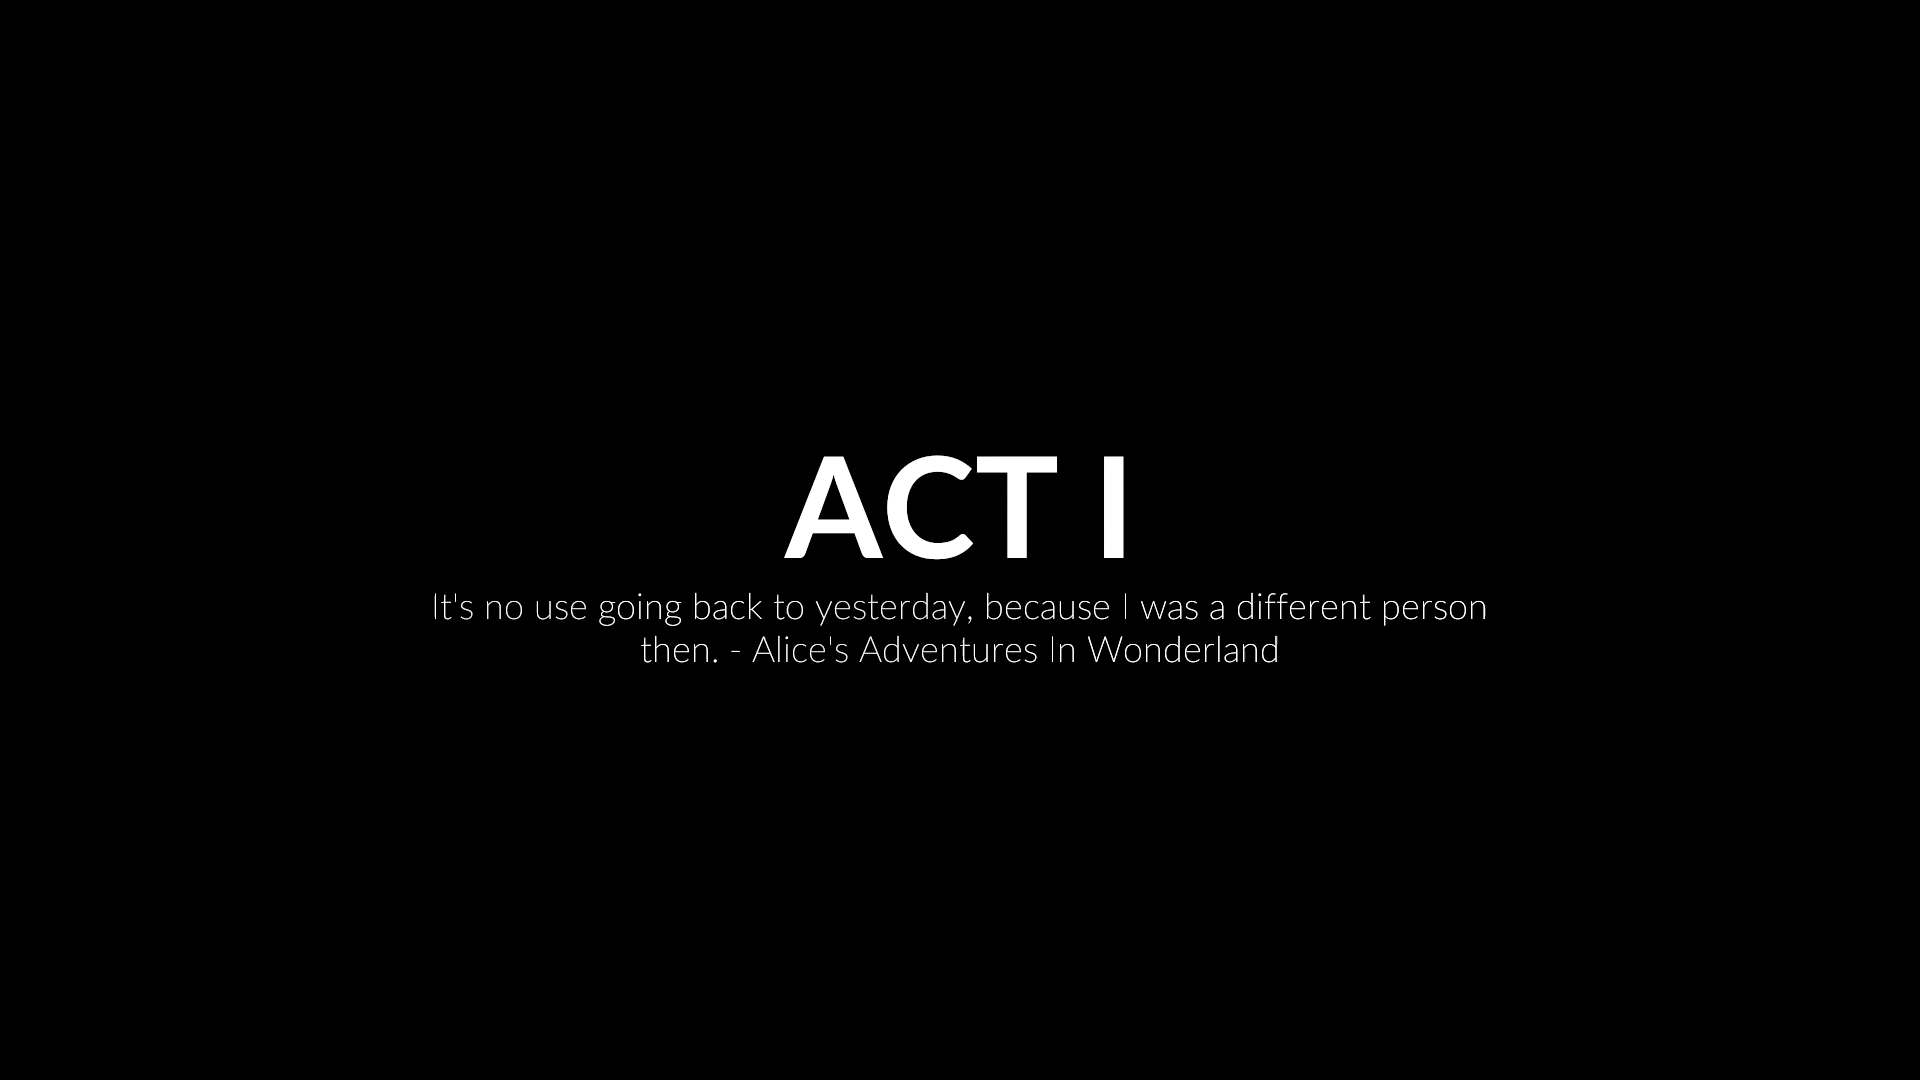 ACT I
It's no use going back to yesterday, because I was a different person
then. - Alice's Adventures In Wonderland